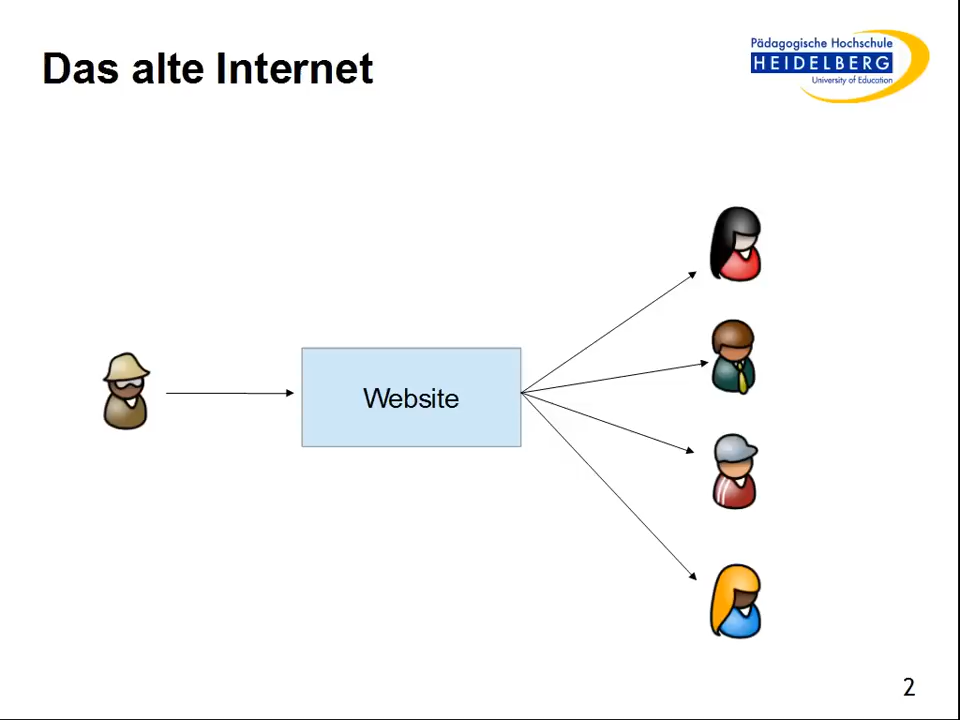 Das alte Internet
Pädagogische Hochschule
HEIDELBERG
University of Education
Website
2